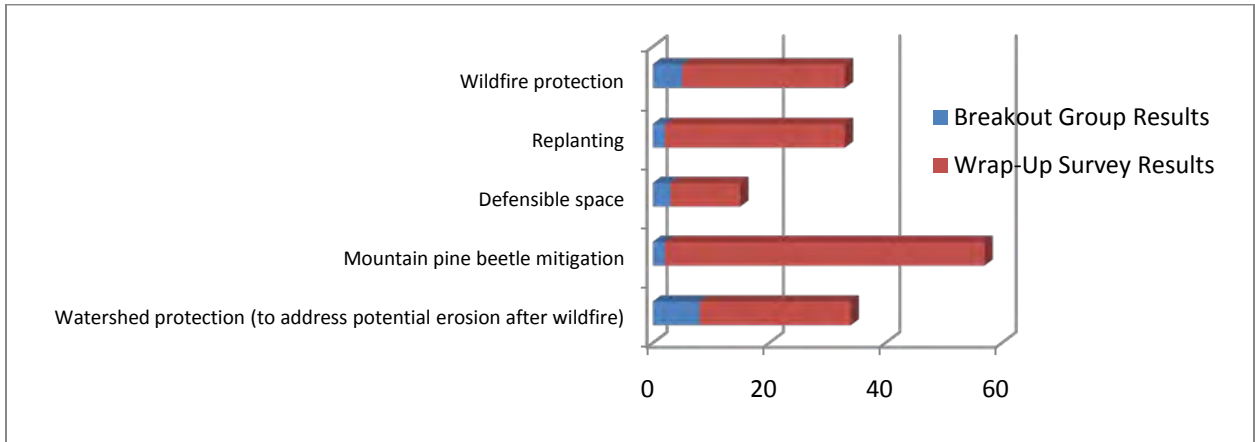 Wildfire protection
Replanting
Defensible space
Mountain pine beetle mitigation
Watershed protection (to address potential erosion after wildfire)
0
20
40
60
Breakout Group Results
Wrap-Up Survey Results